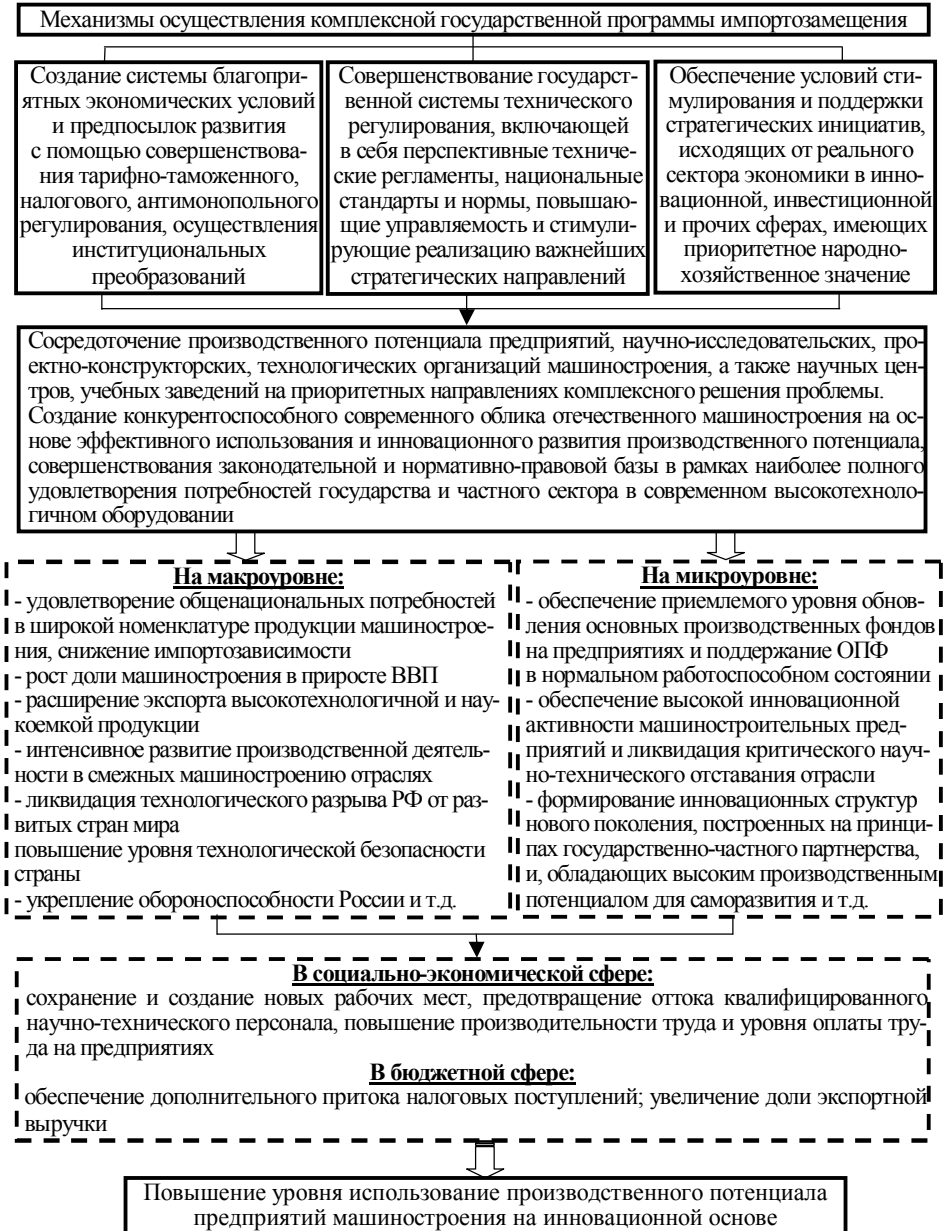 Механизмы осуществления комплексной государственной программы импортозамещения
Создание системы благопри-
ятных экономических условий
и предпосылок развития
с помощью совершенствова-
ния тарифно-таможенного,
налогового, антимонопольного
регулирования, осуществления
институциональных
преобразований
Совершенствование государст-
венной системы технического
регулирования, включающей
в себя перспективные техниче-
ские регламенты, национальные
стандарты и нормы, повышаю-
щие управляемость и стимули-
рующие реализацию важнейших
стратегических направлений
Обеспечение условий сти-
мулирования и поддержки
стратегических инициатив,
исходящих от реального
сектора экономики в инно-
вационной, инвестиционной
и прочих сферах, имеющих
приоритетное народно-
хозяйственное значение
Сосредоточение производственного потенциала предприятий, научно-исследовательских, про-
ектно-конструкторских, технологических организаций машиностроения, а также научных цен-
тров, учебных заведений на приоритетных направлениях комплексного решения проблемы.
Создание конкурентоспособного современного облика отечественного машиностроения на ос-
нове эффективного использования и инновационного развития производственного потенциала,
совершенствования законодательной и нормативно-правовой базы в рамках наиболее полного
удовлетворения потребностей государства и частного сектора в современном высокотехноло-
гичном оборудовании
На макроуровне:
- удовлетворение общенациональных потребностей
в широкой номенклатуре продукции машинострое-
ния, снижение импортозависимости
- рост доли машиностроения в приросте ВВП
- расширение экспорта высокотехнологичной и нау-
коемкой продукции
- интенсивное развитие производственной деятель-
ности в смежных машиностроению отраслях
- ликвидация технологического разрыва РФ от раз-
витых стран мира
повышение уровня технологической безопасности
страны
- укрепление обороноспособности России и т.д.
На микроуровне:
- обеспечение приемлемого уровня обнов-
ления основных производственных фондов
на предприятиях и поддержание ОПФ
в нормальном работоспособном состоянии
- обеспечение высокой инновационной
активности машиностроительных пред-
приятий и ликвидация критического науч-
но-технического отставания отрасли
- формирование инновационных структур
нового поколения, построенных на принци-
пах государственно-частного партнерства,
и, обладающих высоким производственным
потенциалом для саморазвития и т.д.
В социально-экономической сфере:
сохранение и создание новых рабочих мест, предотвращение оттока квалифицированного
научно-технического персонала, повышение производительности труда и уровня оплаты тру-
да на предприятиях
В бюджетной сфере:
обеспечение дополнительного притока налоговых поступлений; увеличение доли экспортной
выручки
Повышение уровня использование производственного потенциала
предприятий машиностроения на инновационной основе